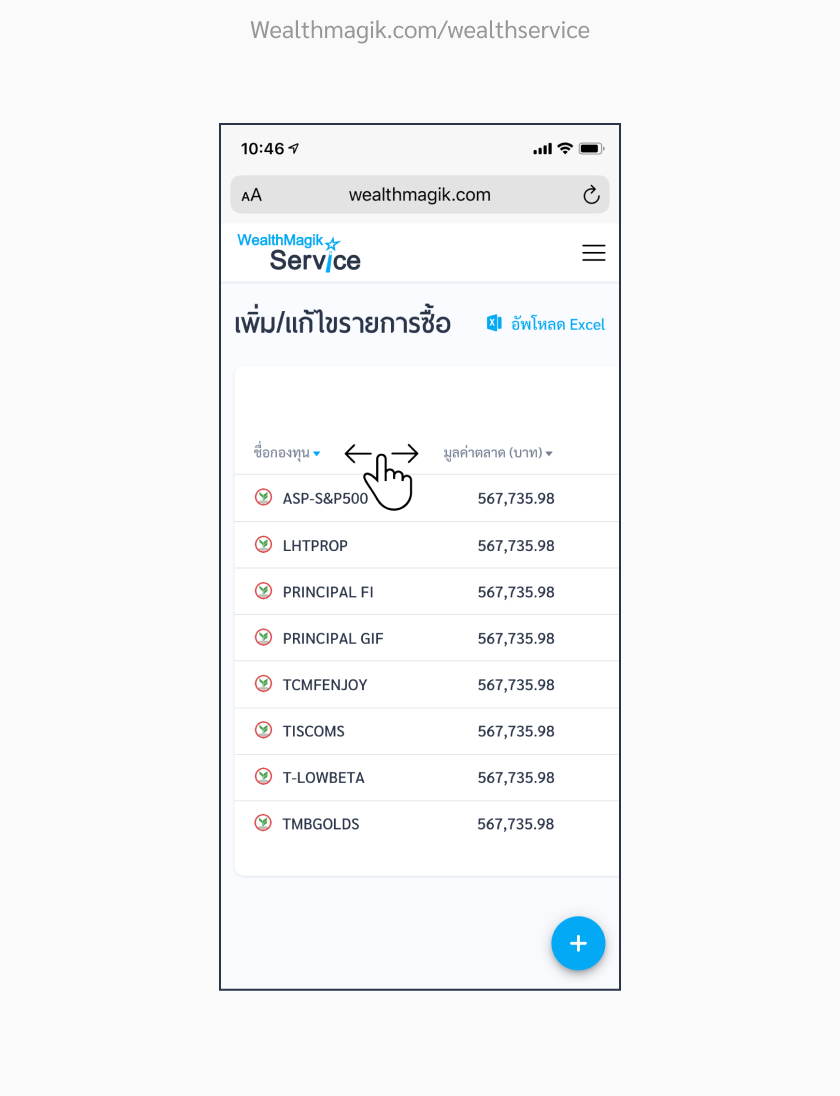 Wealthmagik.com/wealthservice
10:46
AA wealthmagik.com
WealthMagik
Service
เพิ่ม/แก้ไขรายการซื้อ อัพโหลด Excel
ชื่อกองทุน มูลค่าตลาด (บาท)
ASP-S&P500 567,735.98
LHTPROP 567,735.98
PRINCIPAL FI 567,735.98
PRINCIPAL GIF 567,735.98
TCMFENJOY 567,735.98
TISCOMS 567,735.98
T-LOWBETA 567,735.98
TMBGOLDS 567,735.98